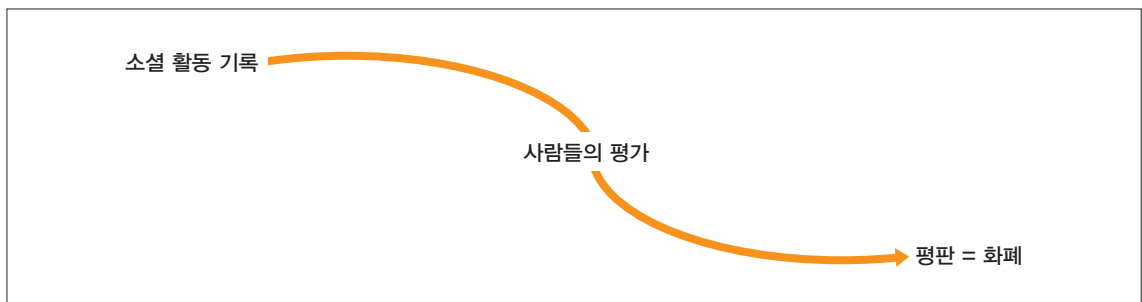 소셜 활동 기록
사람들의 평가
평판 = 화폐